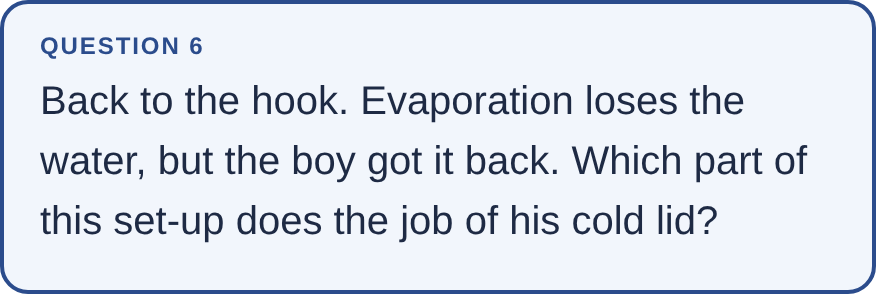 QUESTION 6
Back to the hook. Evaporation loses the
water, but the boy got it back. Which part of
this set-up does the job of his cold lid?